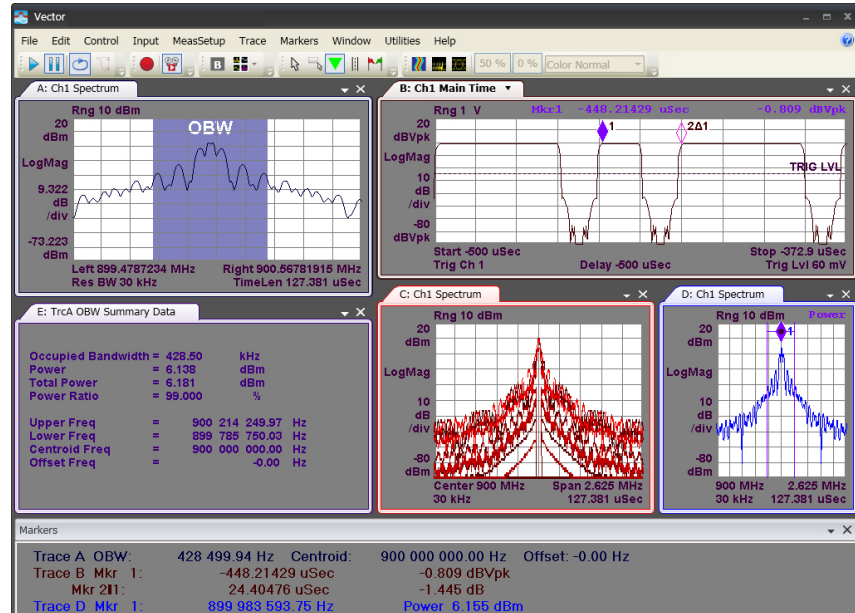 Vector
File Edit Control Input MeasSetup Trace Markers Window Utilities Help
B 50 % 0 % Color Normal
A: Ch1 Spectrum
Rng 10 dBm
20
dBm
LogMag
9.322
dB
/div
-73.223
dBm
OBW
Left 899.4787234 MHz Right 900.56781915 MHz
Res BW 30 kHz TimeLen 127.381 uSec
B: Ch1 Main Time
Rng 1 V Mkr1 -448.21429 uSec -0.809 dBVpk
20
dBVpk
LogMag
10
dB
/div
-80
dBVpk
1 2Δ1
TRIG LVL
Start -500 uSec Stop -372.9 uSec
Trig Ch 1 Delay -500 uSec Trig Lvl 60 mV
E: TrcA OBW Summary Data
Occupied Bandwidth = 428.50 kHz
Power = 6.138 dBm
Total Power = 6.181 dBm
Power Ratio = 99.000 %
Upper Freq = 900 214 249.97 Hz
Lower Freq = 899 785 750.03 Hz
Centroid Freq = 900 000 000.00 Hz
Offset Freq = -0.00 Hz
C: Ch1 Spectrum
Rng 10 dBm
20
dBm
LogMag
10
dB
/div
-80
dBm
Center 900 MHz Span 2.625 MHz
30 kHz 127.381 uSec
D: Ch1 Spectrum
Rng 10 dBm Power
20
dBm
LogMag
10
dB
/div
-80
dBm
1
900 MHz 2.625 MHz
30 kHz 127.381 uSec
Markers
Trace A OBW: 428 499.94 Hz Centroid: 900 000 000.00 Hz Offset: -0.00 Hz
Trace B Mkr 1: -448.21429 uSec -0.809 dBVpk
Mkr 2 1: 24.40476 uSec -1.445 dB
Trace D Mkr 1: 899 983 593.75 Hz Power 6.155 dBm